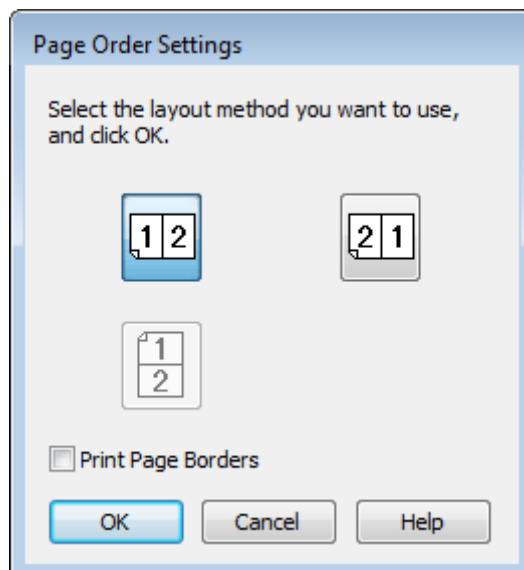 Page Order Settings
Select the layout method you want to use,
and click OK.
1 2
2 1
1
2
Print Page Borders
OK Cancel Help